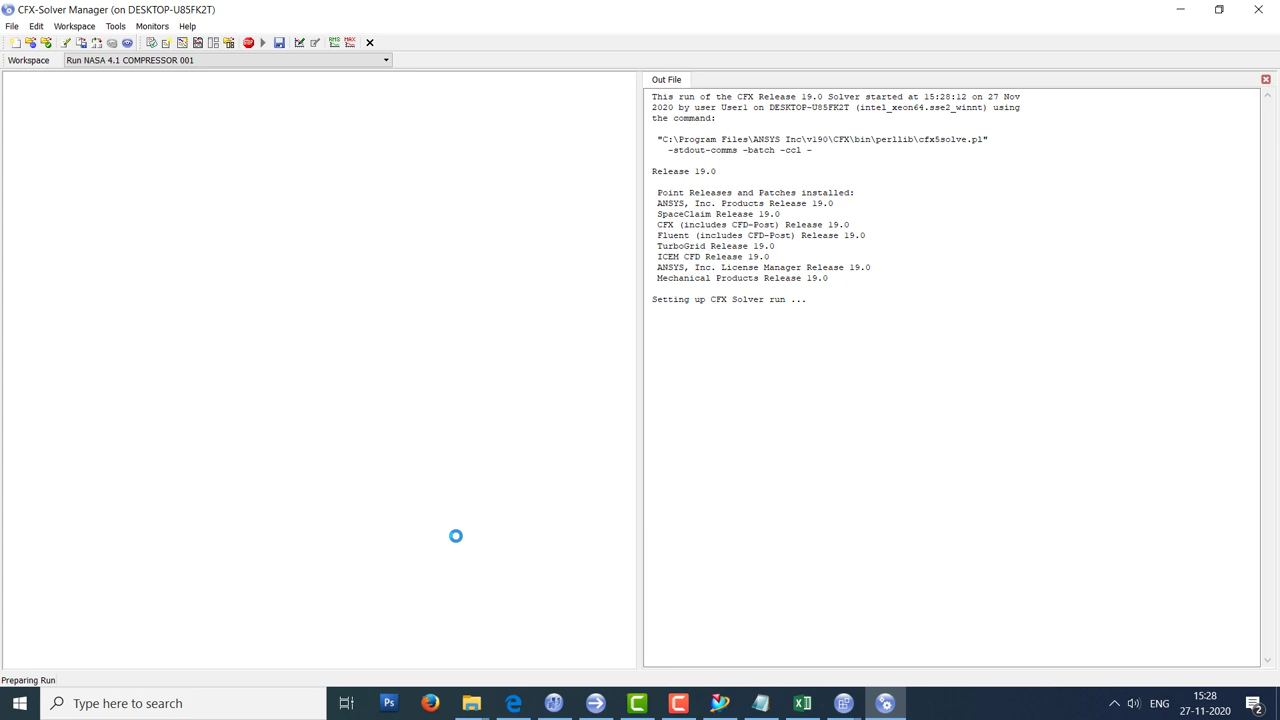 CFX-Solver Manager (on DESKTOP-U85FK2T)
File Edit Workspace Tools Monitors Help
Workspace Run NASA 4.1 COMPRESSOR 001
Out File
This run of the CFX Release 19.0 Solver started at 15:28:12 on 27 Nov
2020 by user User1 on DESKTOP-U85FK2T (intel_xeon64.sse2_winnt) using
the command:
"C:\Program Files\ANSYS Inc\v190\CFX\bin\perllib\cfx5solve.pl"
-stdout-comms -batch -ccl -
Release 19.0
Point Releases and Patches installed:
ANSYS, Inc. Products Release 19.0
SpaceClaim Release 19.0
CFX (includes CFD-Post) Release 19.0
Fluent (includes CFD-Post) Release 19.0
TurboGrid Release 19.0
ICEM CFD Release 19.0
ANSYS, Inc. License Manager Release 19.0
Mechanical Products Release 19.0
Setting up CFX Solver run ...
Preparing Run
Type here to search
Ps
ENG
15:28
27-11-2020
2